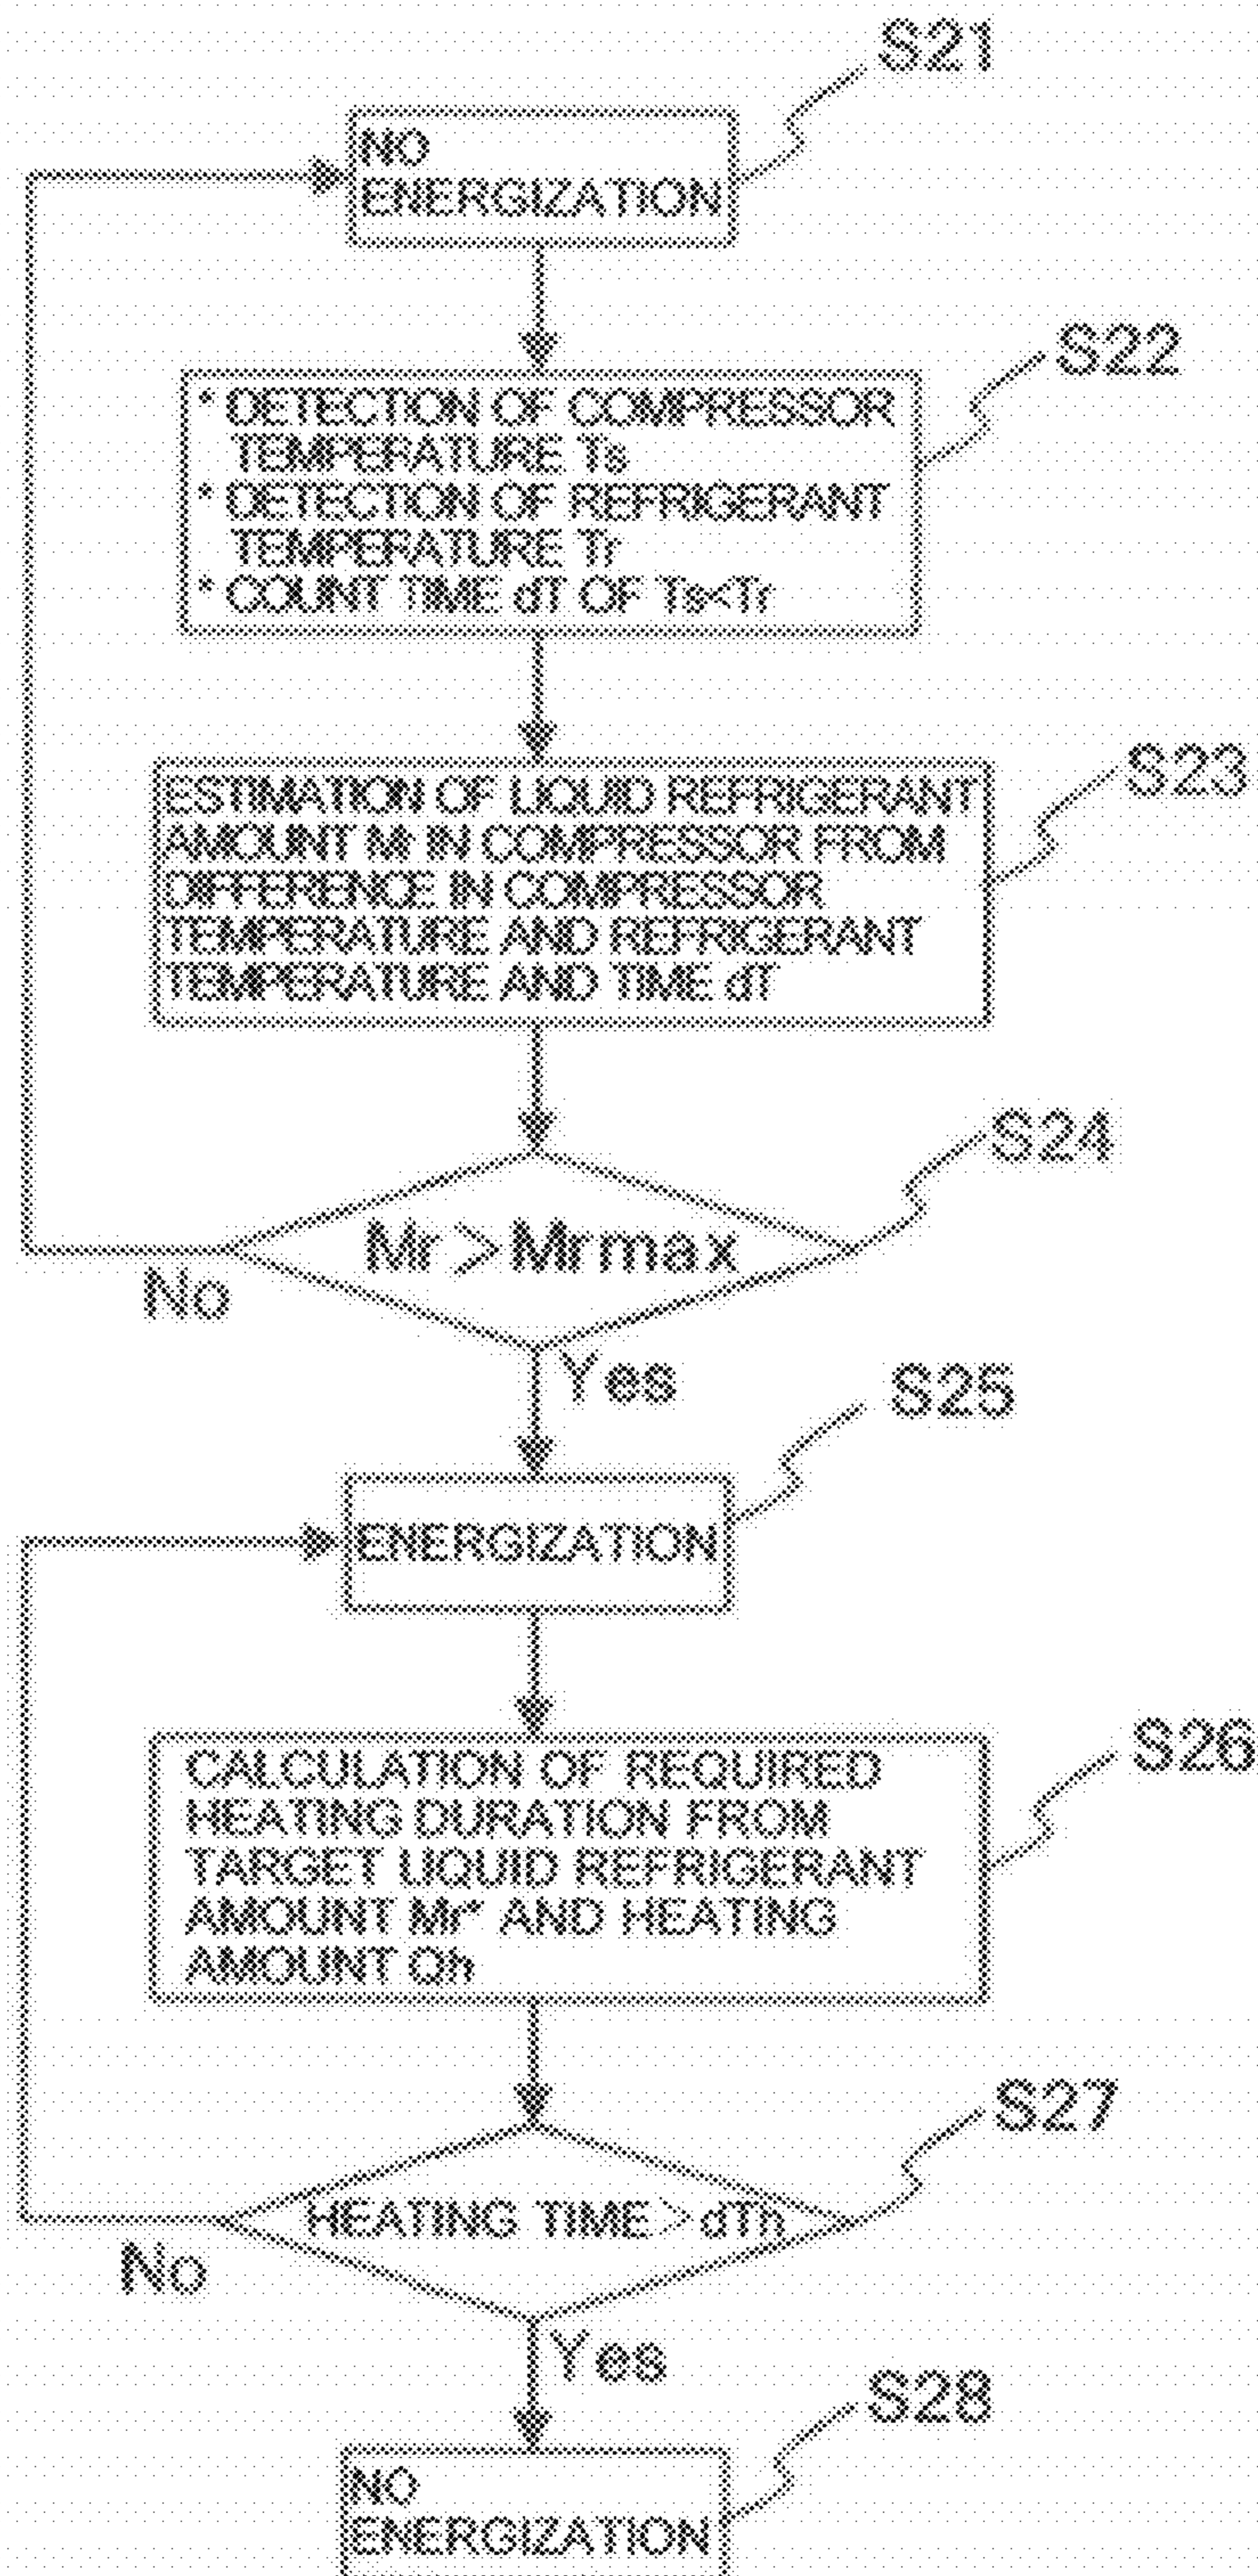 S21
NO
ENERGIZATION
S22
* DETECTION OF COMPRESSOR
TEMPERATURE Ts
* DETECTION OF REFRIGERANT
TEMPERATURE Tr
* COUNT TIME dT OF Ts<Tr
S23
ESTIMATION OF LIQUID REFRIGERANT
AMOUNT Mr IN COMPRESSOR FROM
DIFFERENCE IN COMPRESSOR
TEMPERATURE AND REFRIGERANT
TEMPERATURE AND TIME dT
S24
Mr >Mrmax
No
Yes
S25
ENERGIZATION
S26
CALCULATION OF REQUIRED
HEATING DURATION FROM
TARGET LIQUID REFRIGERANT
AMOUNT Mr* AND HEATING
AMOUNT Qh
S27
HEATING TIME > dTh
No
Yes
S28
NO
ENERGIZATION